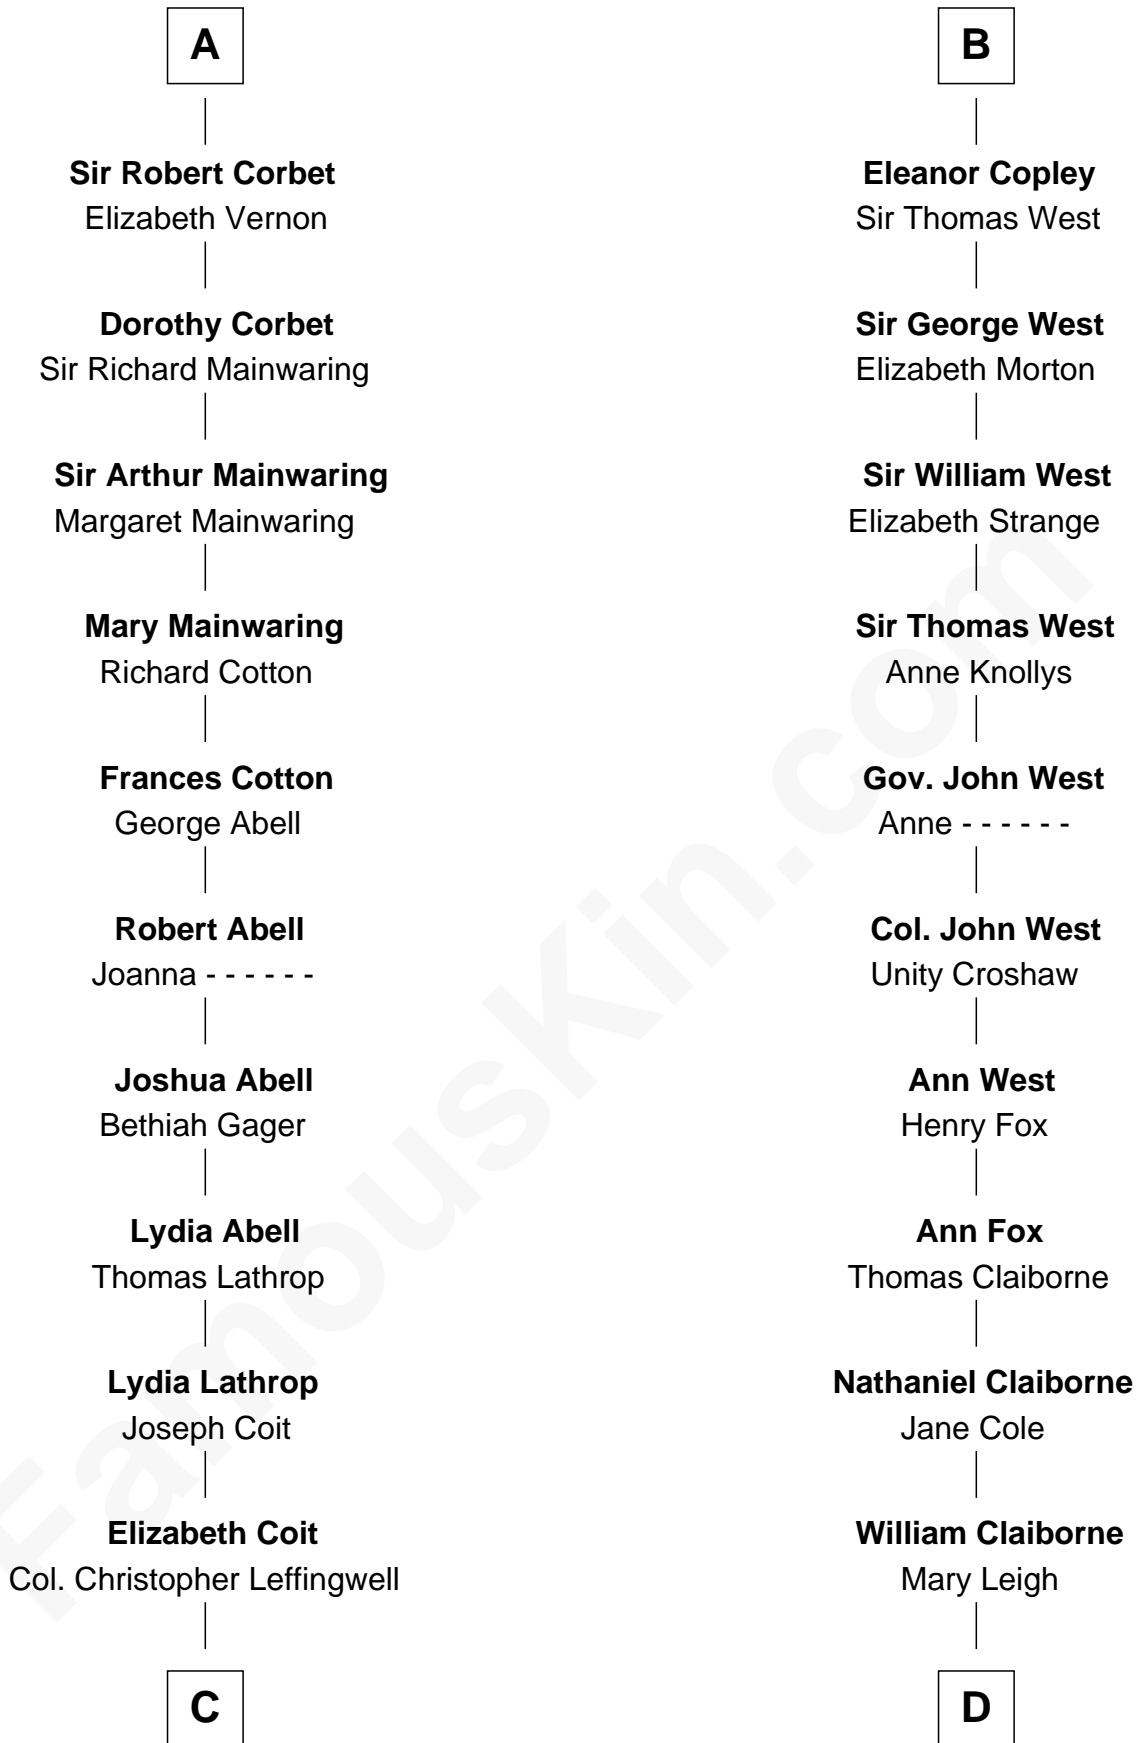 A
Sir Robert Corbet
Elizabeth Vernon
Dorothy Corbet
Sir Richard Mainwaring
Sir Arthur Mainwaring
Margaret Mainwaring
Mary Mainwaring
Richard Cotton
Frances Cotton
George Abell
Robert Abell
Joanna - - - - - -
Joshua Abell
Bethiah Gager
Lydia Abell
Thomas Lathrop
Lydia Lathrop
Joseph Coit
Elizabeth Coit
Col. Christopher Leffingwell
C
B
Eleanor Copley
Sir Thomas West
Sir George West
Elizabeth Morton
Sir William West
Elizabeth Strange
Sir Thomas West
Anne Knollys
Gov. John West
Anne - - - - - -
Col. John West
Unity Croshaw
Ann West
Henry Fox
Ann Fox
Thomas Claiborne
Nathaniel Claiborne
Jane Cole
William Claiborne
Mary Leigh
D
FamousKin.com